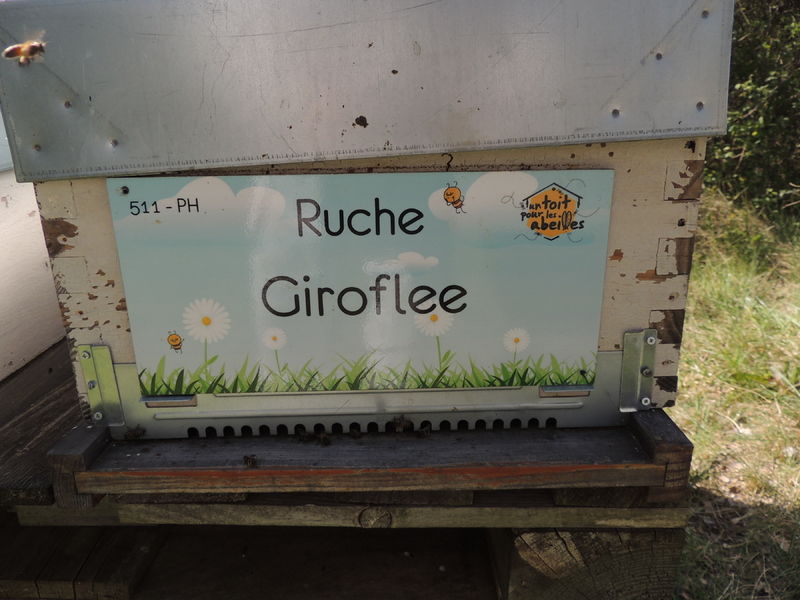 511 - PH
Ruche
Giroflee
un toit
pour les
abeilles